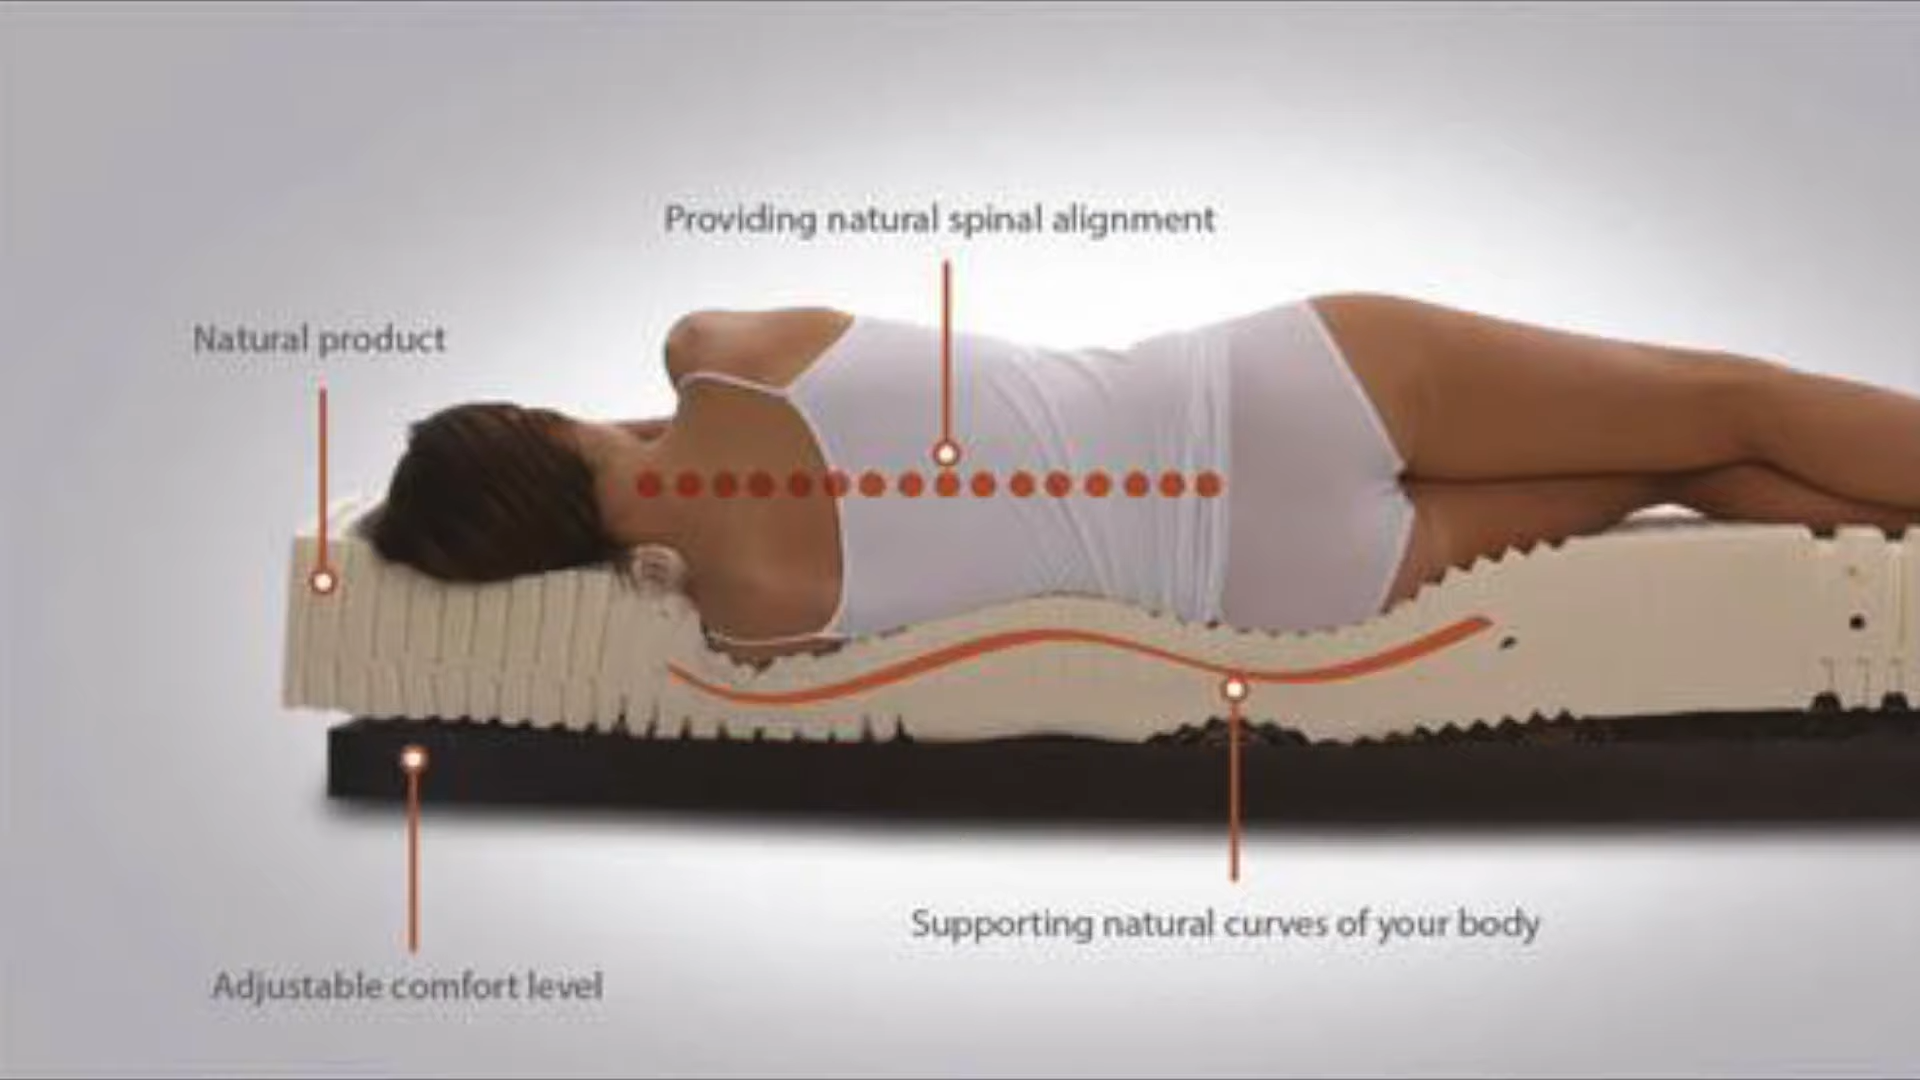 Providing natural spinal alignment
Natural product
Supporting natural curves of your body
Adjustable comfort level